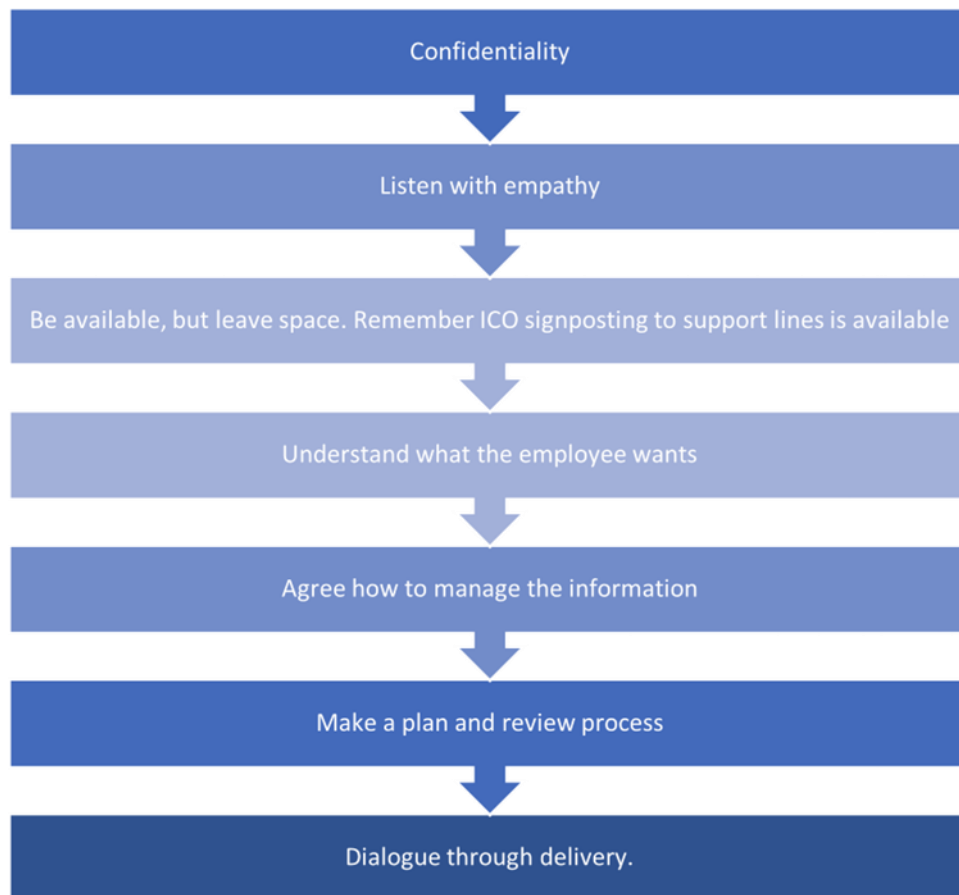 Confidentiality
Listen with empathy
Be available, but leave space. Remember ICO signposting to support lines is available
Understand what the employee wants
Agree how to manage the information
Make a plan and review process
Dialogue through delivery.